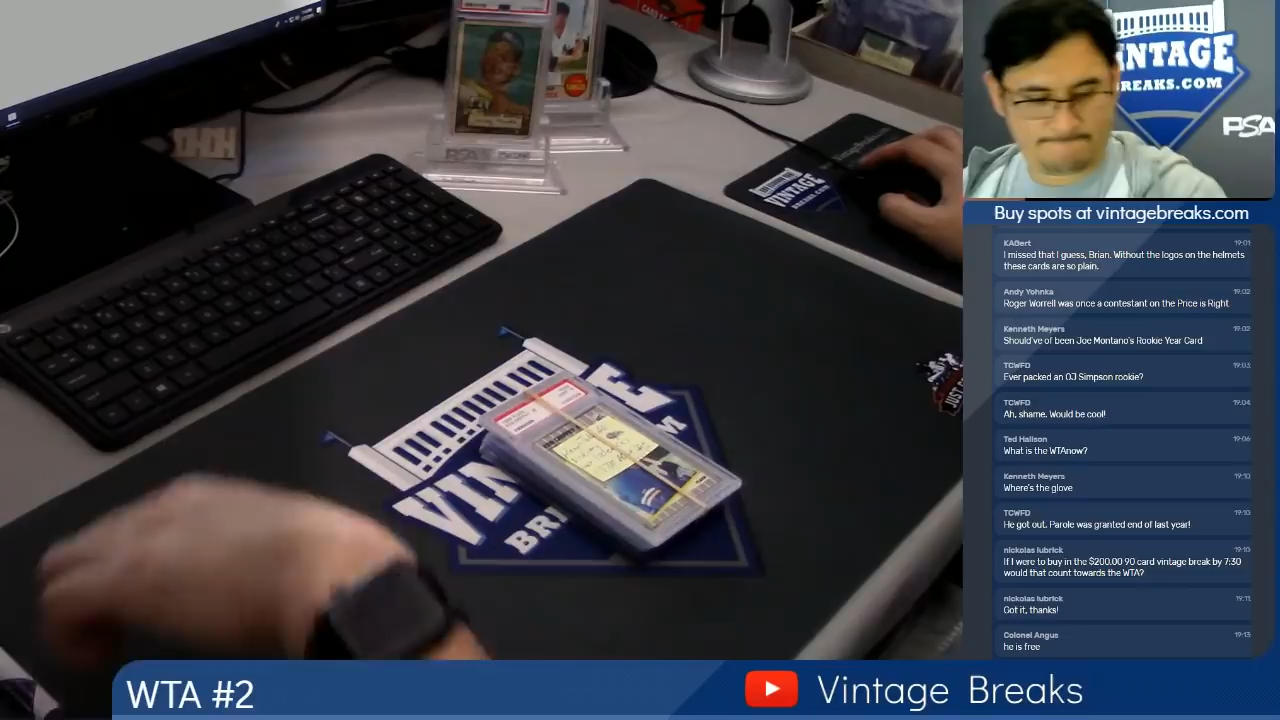 VINTAGE
BREAKS.COM
PSA
VINTAGE
Buy spots at vintagebreaks.com
KAGert 19:01
I missed that I guess, Brian. Without the logos on the helmets
these cards are so plain.
Andy Yohnka 19:02
Roger Worrell was once a contestant on the Price is Right
Kenneth Meyers 19:02
Should've of been Joe Montano's Rookie Year Card
TCWFD 19:03
Ever packed an OJ Simpson rookie?
TCWFD 19:04
Ah, shame. Would be cool!
Ted Hallson 19:06
What is the WTAnow?
Kenneth Meyers 19:10
Where's the glove
TCWFD 19:10
He got out. Parole was granted end of last year!
nickolas lubrick 19:10
If I were to buy in the $200.00 90 card vintage break by 7:30
would that count towards the WTA?
nickolas lubrick 19:11
Got it, thanks!
Colonel Angus 19:13
he is free
WTA #2
Vintage Breaks